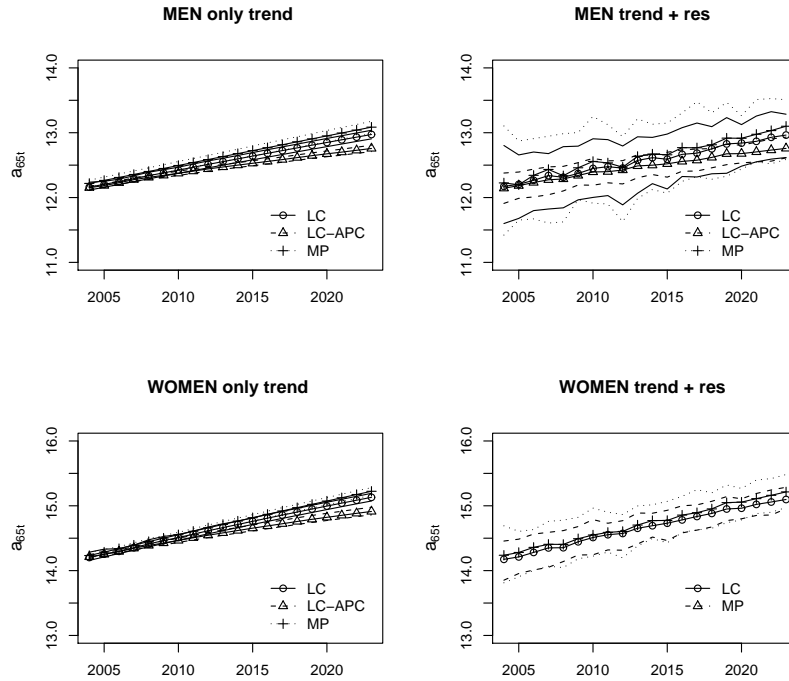 MEN only trend
a65t
14.0
13.0
12.0
11.0
LC
LC-APC
MP
2005 2010 2015 2020
MEN trend + res
a65t
14.0
13.0
12.0
11.0
LC
LC-APC
MP
2005 2010 2015 2020
WOMEN only trend
a65t
16.0
15.0
14.0
13.0
LC
LC-APC
MP
2005 2010 2015 2020
WOMEN trend + res
a65t
16.0
15.0
14.0
13.0
LC
MP
2005 2010 2015 2020